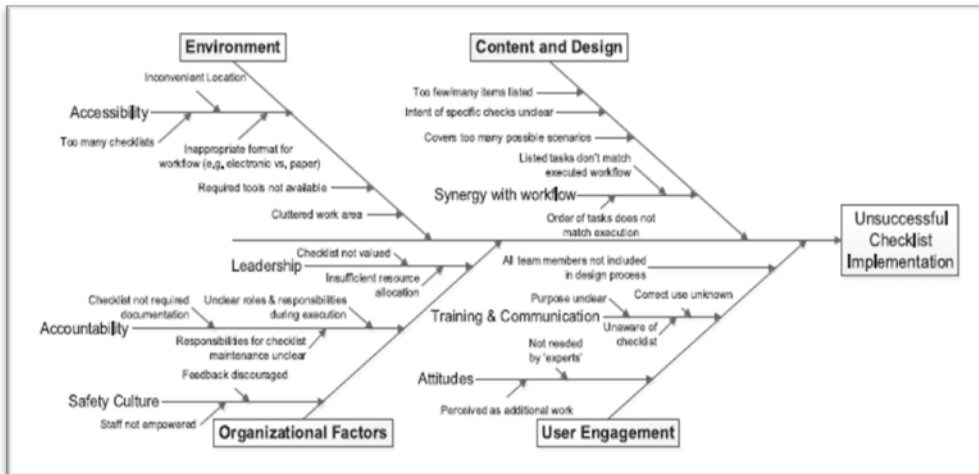 Environment
Content and Design
Inconvenient Location
Accessibility
Too many checklists
Inappropriate format for
workflow (e.g. electronic vs. paper)
Required tools not available
Cluttered work area
Too few/many items listed
Intent of specific checks unclear
Covers too many possible scenarios
Listed tasks don't match
executed workflow
Synergy with workflow
Order of tasks does not
match execution
Unsuccessful
Checklist
Implementation
Checklist not valued
Leadership
Insufficient resource
allocation
Checklist not required
documentation
Unclear roles & responsibilities
during execution
Accountability
Responsibilities for checklist
maintenance unclear
Feedback discouraged
Safety Culture
Staff not empowered
Organizational Factors
All team members not included
in design process
Purpose unclear
Correct use unknown
Training & Communication
Unaware of
checklist
Not needed
by 'experts'
Attitudes
Perceived as additional work
User Engagement